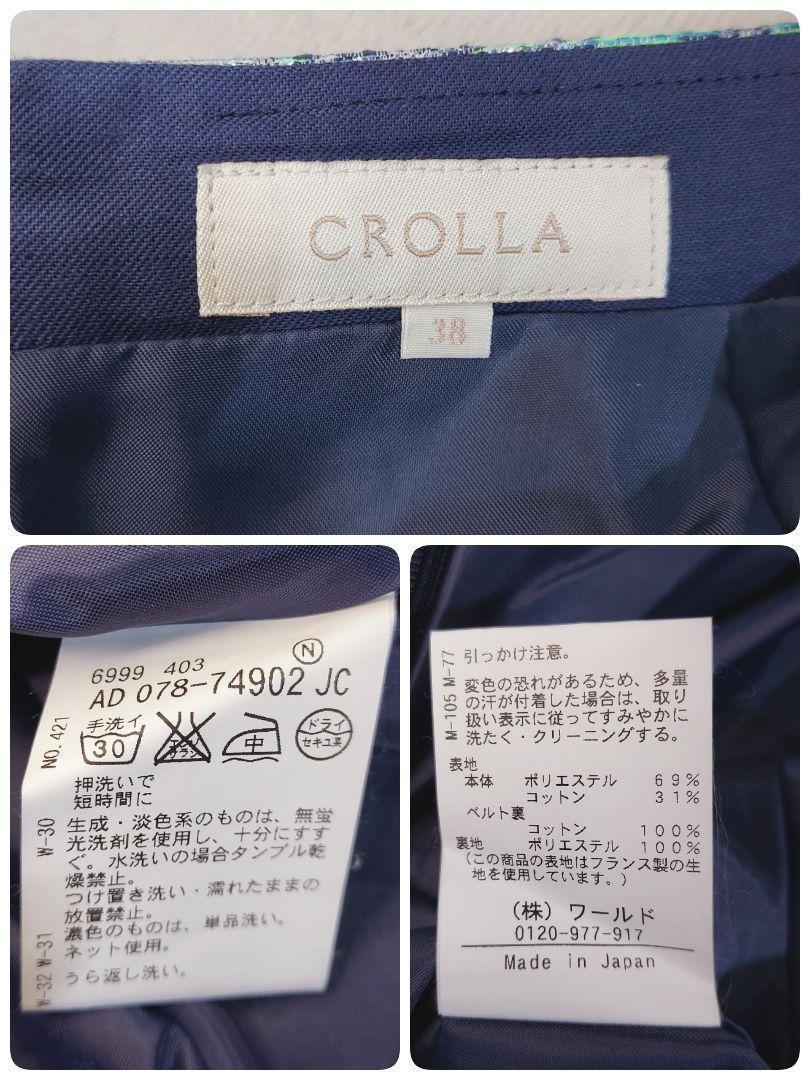 CROLLA
38
6999 403 N
AD 078-74902 JC
NO.421
手洗イ
30
エンソサラシ
中
ドライ
セキユ系
押洗いで
短時間に
W-30
生成・淡色系のものは、無蛍
光洗剤を使用し、十分にすす
ぐ。水洗いの場合タンブル乾
燥禁止。
つけ置き洗い・濡れたままの
放置禁止。
W-32 W-31
濃色のものは、単品洗い。
ネット使用。
うら返し洗い。
M-105 M-77
引っかけ注意。
変色の恐れがあるため、多量
の汗が付着した場合は、取り
扱い表示に従ってすみやかに
洗たく・クリーニングする。
表地
本体 ポリエステル 69%
コットン 31%
ベルト裏
コットン 100%
裏地 ポリエステル 100%
(この商品の表地はフランス製の生
地を使用しています。)
(株)ワールド
0120-977-917
Made in Japan